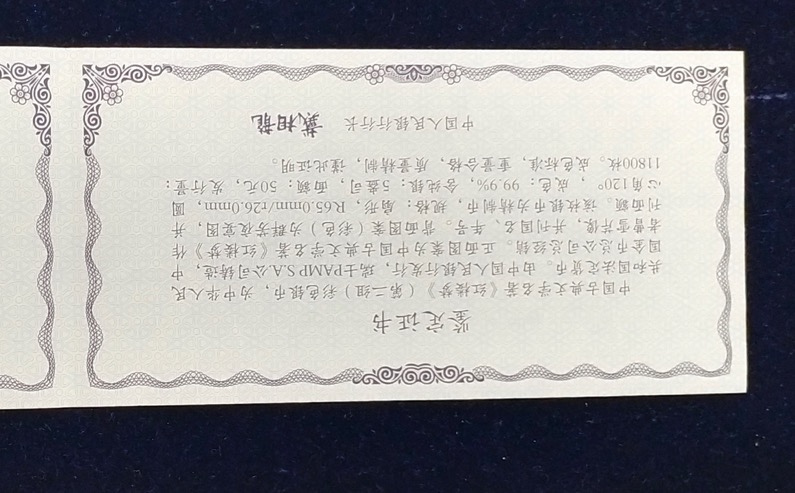 鉴定证书
中国古典文学名著《红楼梦》(第二组)彩色银币,为中华人民
共和国法定货币。由中国人民银行发行,瑞士PAMP S.A.公司铸造,中
国金币总公司总经销。正面图案为中国古典文学名著《红楼梦》作
者曹雪芹像,并刊国名、年号。背面图案(彩色)为群芳夜宴图,并
刊面额。该枚银币为精制币,规格:扇形,R65.0mm/r26.0mm,圆
心角120°,成色:99.9%,含纯银:5盎司,面额:50元,发行量:
11800枚。成色标准,重量合格,质量精制,谨此证明。
中国人民银行行长 戴相龍